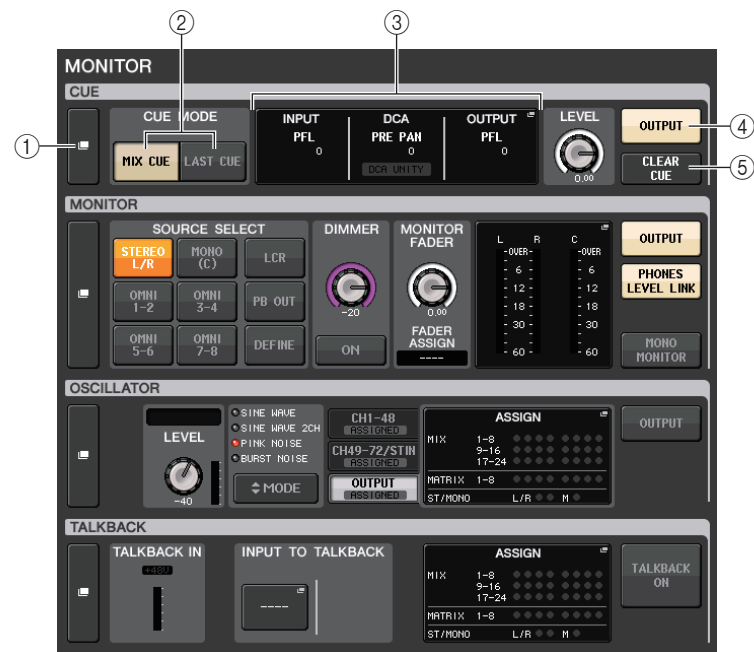 ② ③
MONITOR
CUE
CUE MODE
MIX CUE LAST CUE
INPUT DCA OUTPUT
PFL PRE PAN PFL
0 0 0
DCA UNITY
LEVEL
0.00
OUTPUT ④
① CLEAR CUE ⑤
MONITOR
SOURCE SELECT
STEREO L/R MONO (C) LCR
OMNI 1-2 OMNI 3-4 PB OUT
OMNI 5-6 OMNI 7-8 DEFINE
DIMMER
-20
ON
MONITOR FADER
0.00
FADER ASSIGN
----
L R C
-OVER- -OVER
- 6 - - 6
- 12 - - 12
- 18 - - 18
- 30 - - 30
- 60 - - 60
OUTPUT
PHONES LEVEL LINK
MONO MONITOR
OSCILLATOR
LEVEL
-40
SINE WAVE
SINE WAVE 2CH
PINK NOISE
BURST NOISE
MODE
CH1-48
ASSIGNED
CH49-72/STIN
ASSIGNED
OUTPUT
ASSIGNED
ASSIGN
MIX 1-8
9-16
17-24
MATRIX 1-8
ST/MONO L/R M
OUTPUT
TALKBACK
TALKBACK IN
+48V
INPUT TO TALKBACK
----
ASSIGN
MIX 1-8
9-16
17-24
MATRIX 1-8
ST/MONO L/R M
TALKBACK ON